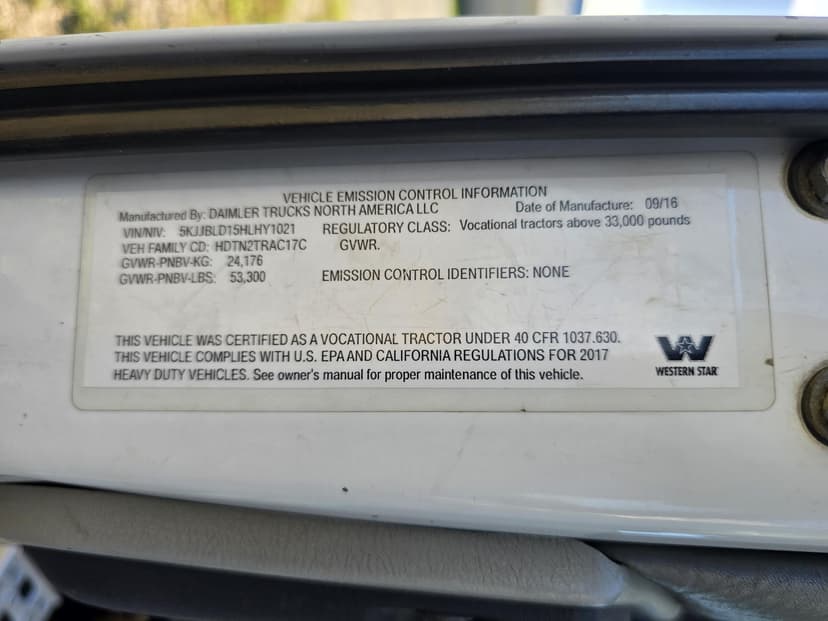 VEHICLE EMISSION CONTROL INFORMATION
Manufactured By: DAIMLER TRUCKS NORTH AMERICA LLC Date of Manufacture: 09/16
VIN/NIV: 5KJJBLD15HLHY1021 REGULATORY CLASS: Vocational tractors above 33,000 pounds
VEH FAMILY CD: HDTN2TRAC17C GVWR.
GVWR-PNBV-KG: 24,176
GVWR-PNBV-LBS: 53,300 EMISSION CONTROL IDENTIFIERS: NONE
THIS VEHICLE WAS CERTIFIED AS A VOCATIONAL TRACTOR UNDER 40 CFR 1037.630.
THIS VEHICLE COMPLIES WITH U.S. EPA AND CALIFORNIA REGULATIONS FOR 2017
HEAVY DUTY VEHICLES. See owner's manual for proper maintenance of this vehicle.
WESTERN STAR